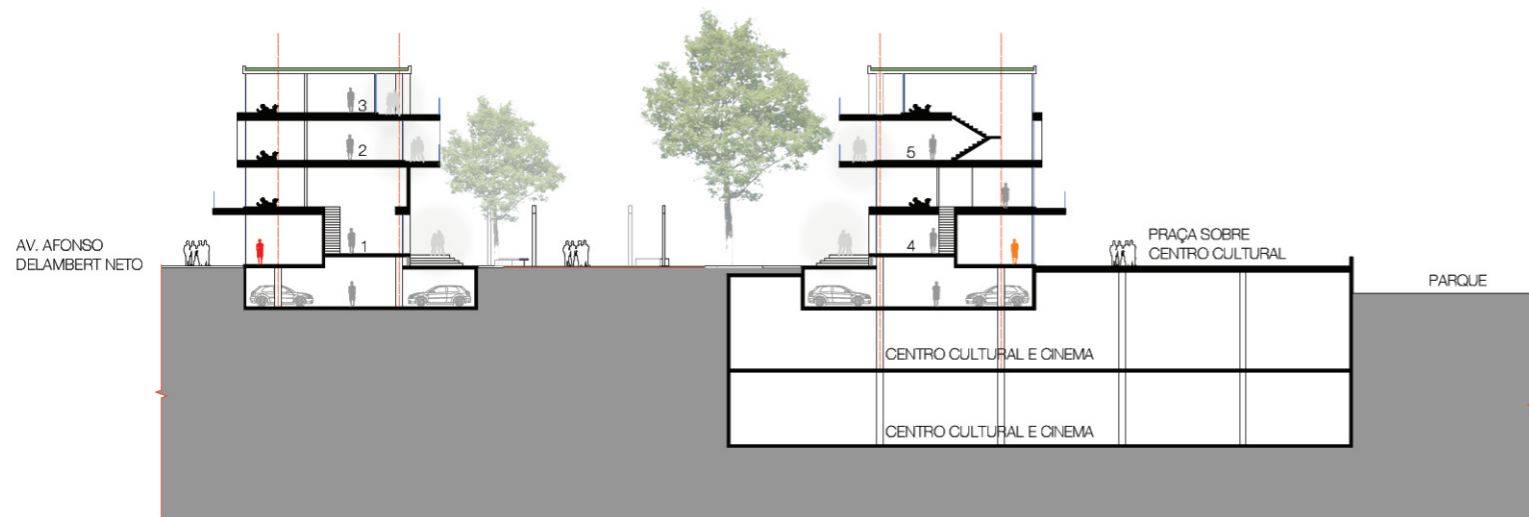 3
2
5
1
4
AV. AFONSO
DELAMBERT NETO
PRAÇA SOBRE
CENTRO CULTURAL
PARQUE
CENTRO CULTURAL E CINEMA
CENTRO CULTURAL E CINEMA